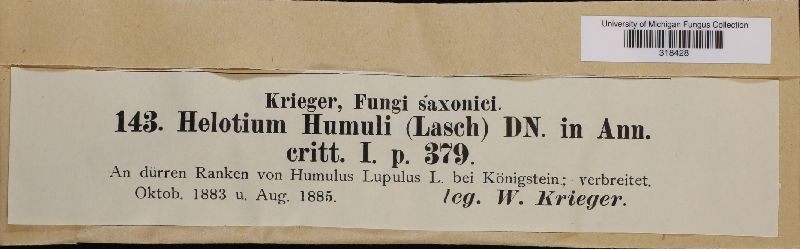 University of Michigan Fungus Collection
318428
Krieger, Fungi saxonici.
143. Helotium Humuli (Lasch) DN. in Ann.
critt. I. p. 379.
An dürren Ranken von Humulus Lupulus L. bei Königstein; verbreitet.
Oktob. 1883 u. Aug. 1885. leg. W. Krieger.